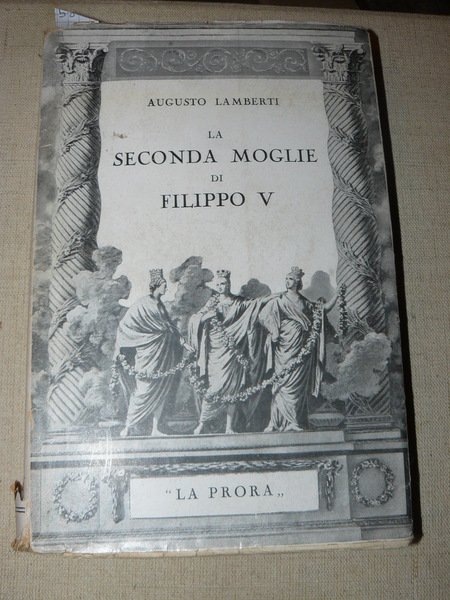 AUGUSTO LAMBERTI
LA
SECONDA MOGLIE
DI
FILIPPO V
"LA PRORA„